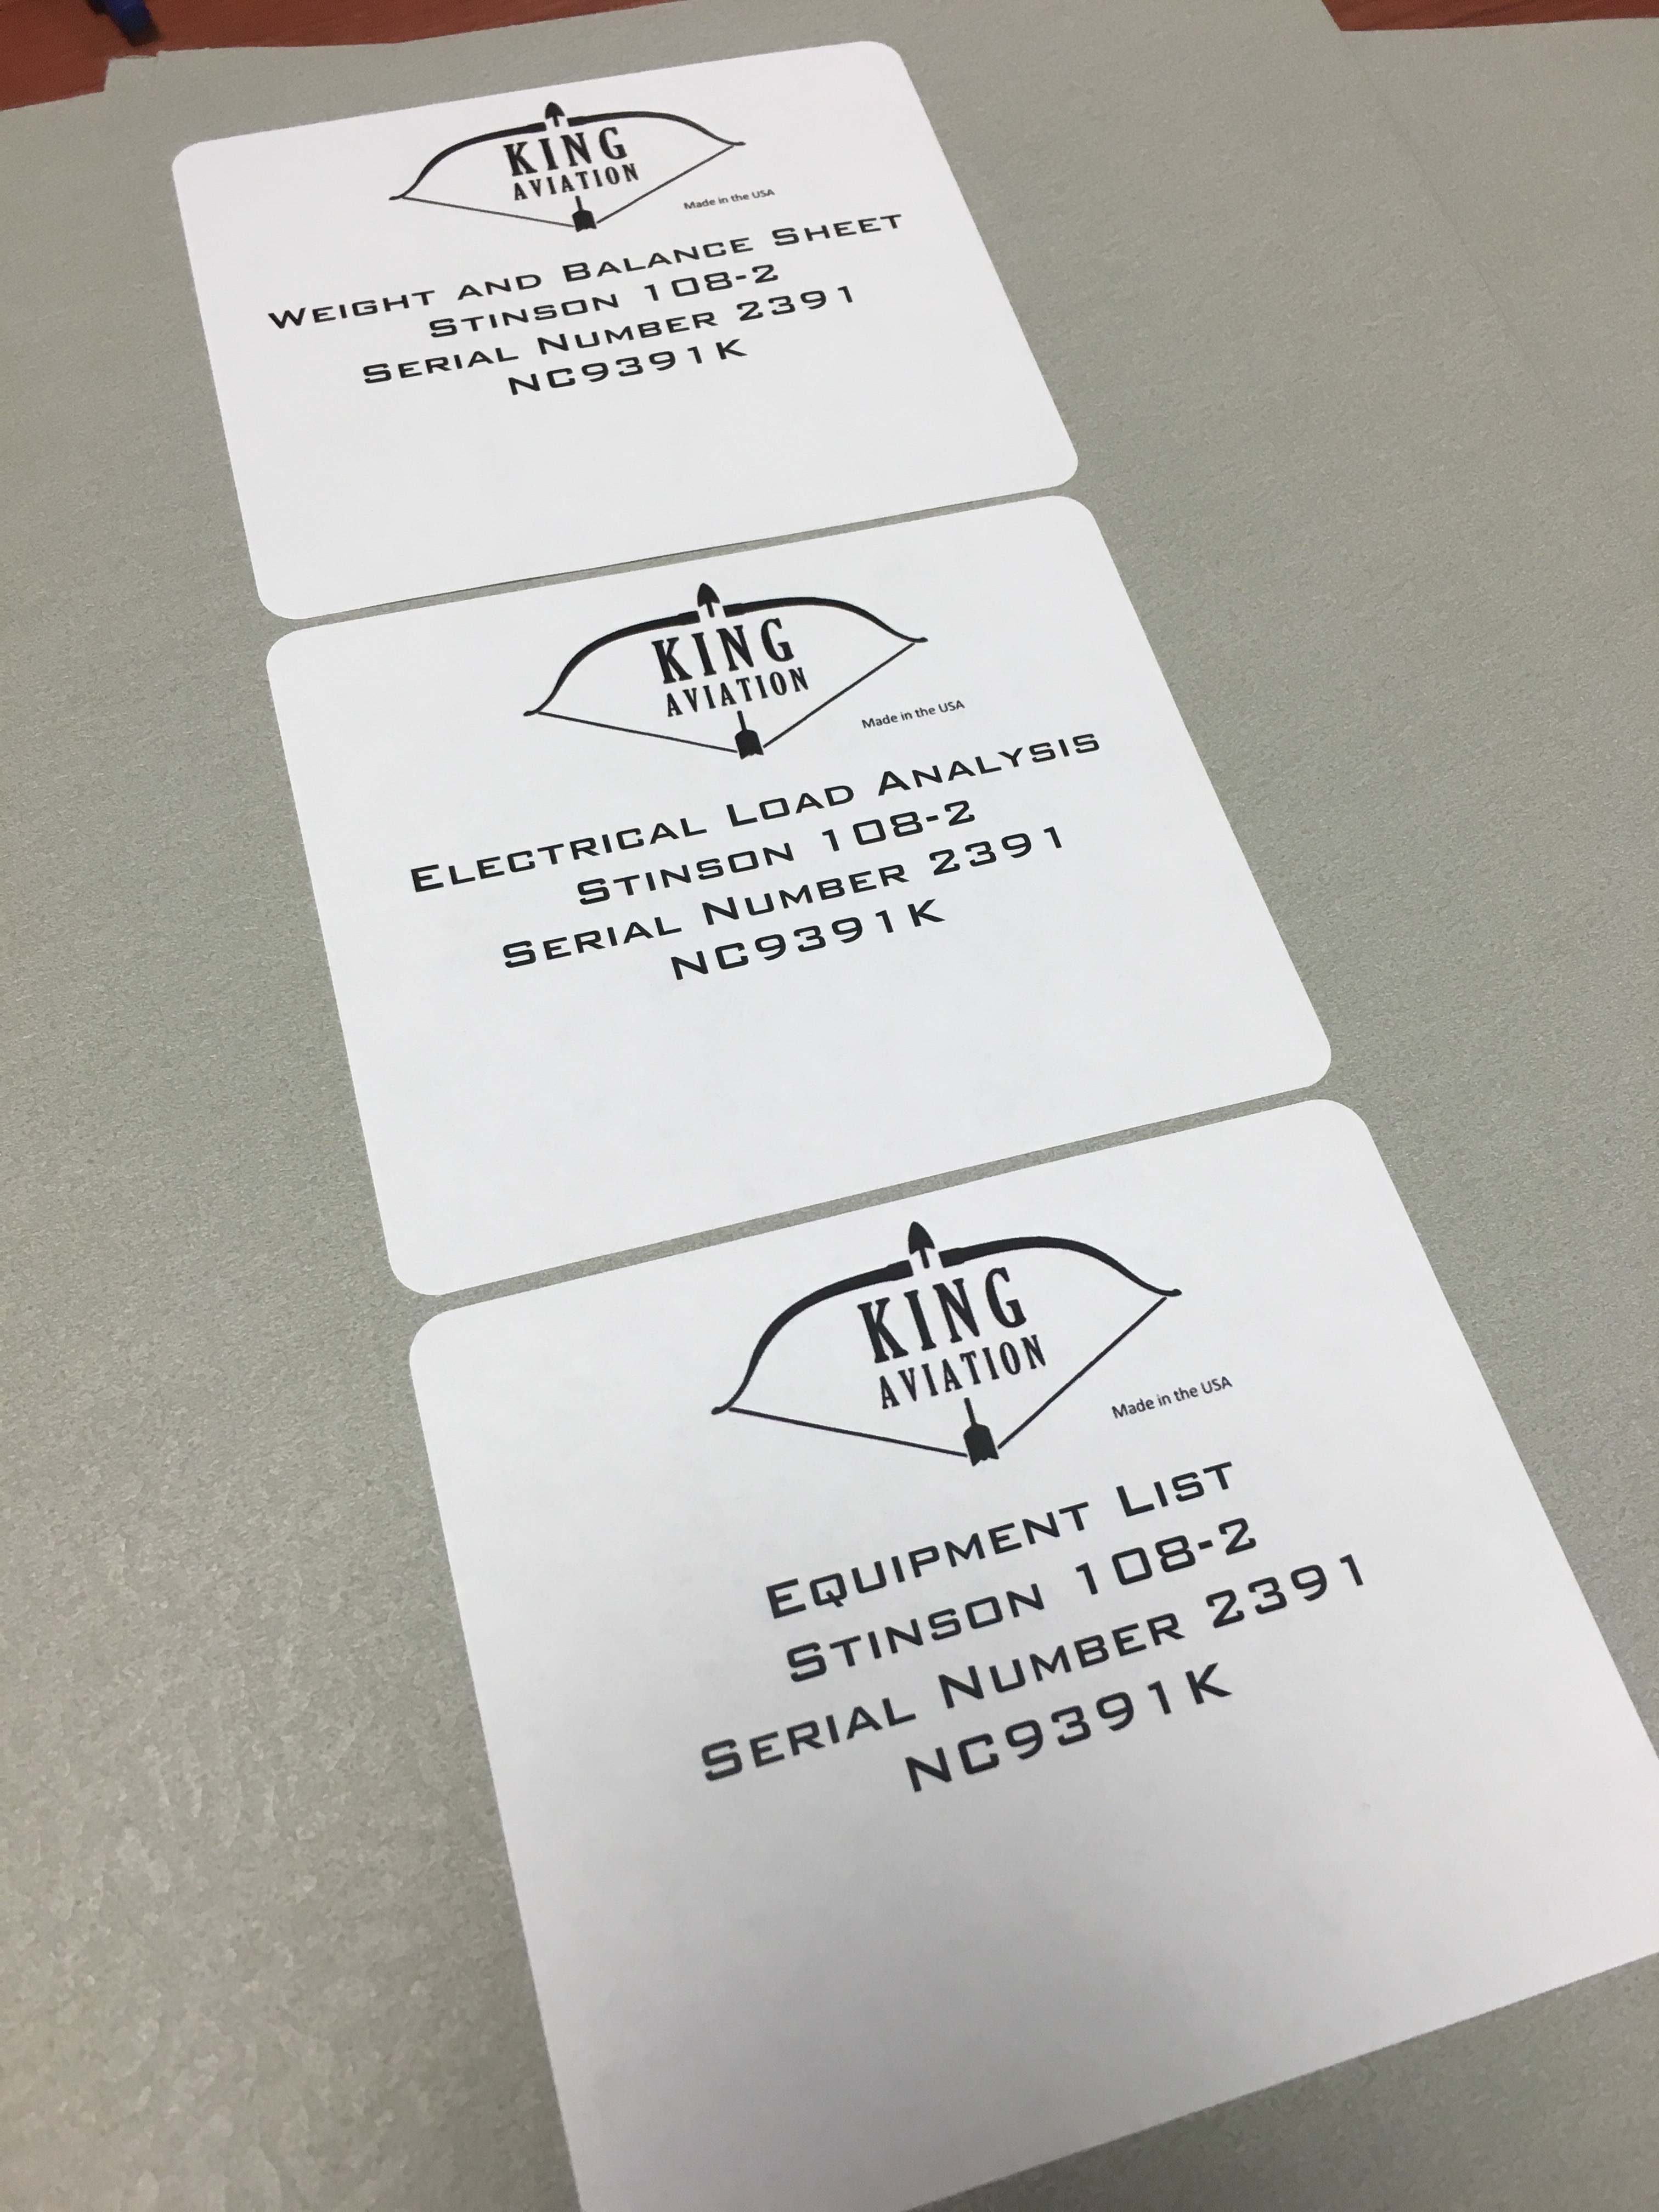 KING
AVIATION
Made in the USA
Weight and Balance Sheet
Stinson 108-2
Serial Number 2391
NC9391K
KING
AVIATION
Made in the USA
Electrical Load Analysis
Stinson 108-2
Serial Number 2391
NC9391K
KING
AVIATION
Made in the USA
Equipment List
Stinson 108-2
Serial Number 2391
NC9391K